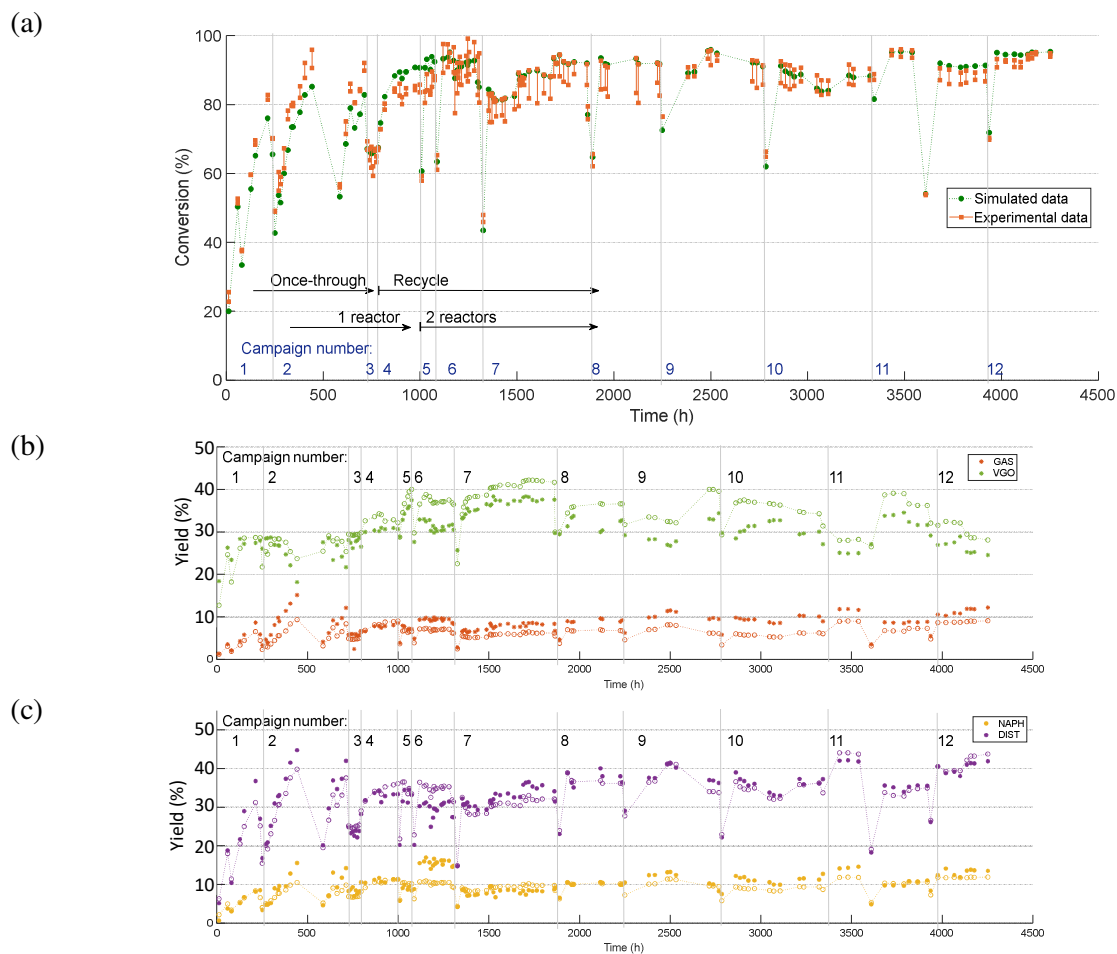 (a)
Conversion (%)
100
80
60
40
20
0
Simulated data
Experimental data
Once-through
Recycle
1 reactor
2 reactors
Campaign number:
1 2 3 4 5 6 7 8 9 10 11 12
0 500 1000 1500 2000 2500 3000 3500 4000 4500
Time (h)
(b)
Yield (%)
50
40
30
20
10
0
Campaign number:
1 2 3 4 5 6 7 8 9 10 11 12
GAS
VGO
0 500 1000 1500 2000 2500 3000 3500 4000 4500
Time (h)
(c)
Yield (%)
50
40
30
20
10
0
Campaign number:
1 2 3 4 5 6 7 8 9 10 11 12
NAPH
DIST
0 500 1000 1500 2000 2500 3000 3500 4000 4500
Time (h)